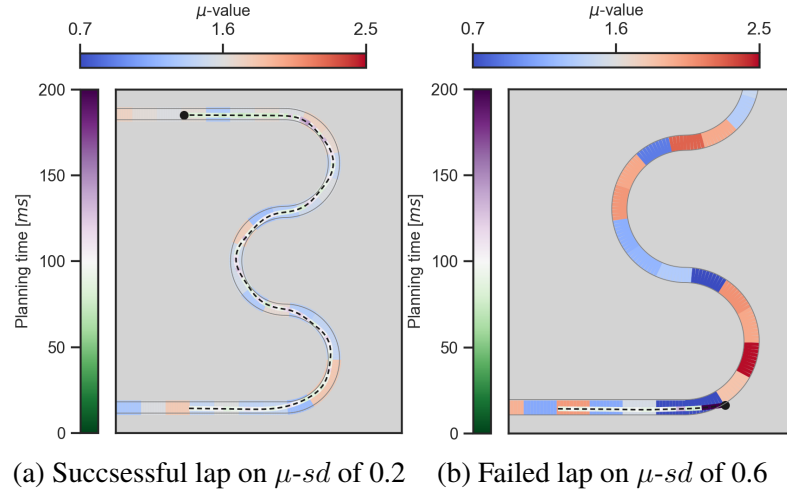 μ-value
0.7 1.6 2.5
200
150
100
50
0
Planning time [ms]
(a) Succsessful lap on μ-sd of 0.2
μ-value
0.7 1.6 2.5
200
150
100
50
0
Planning time [ms]
(b) Failed lap on μ-sd of 0.6